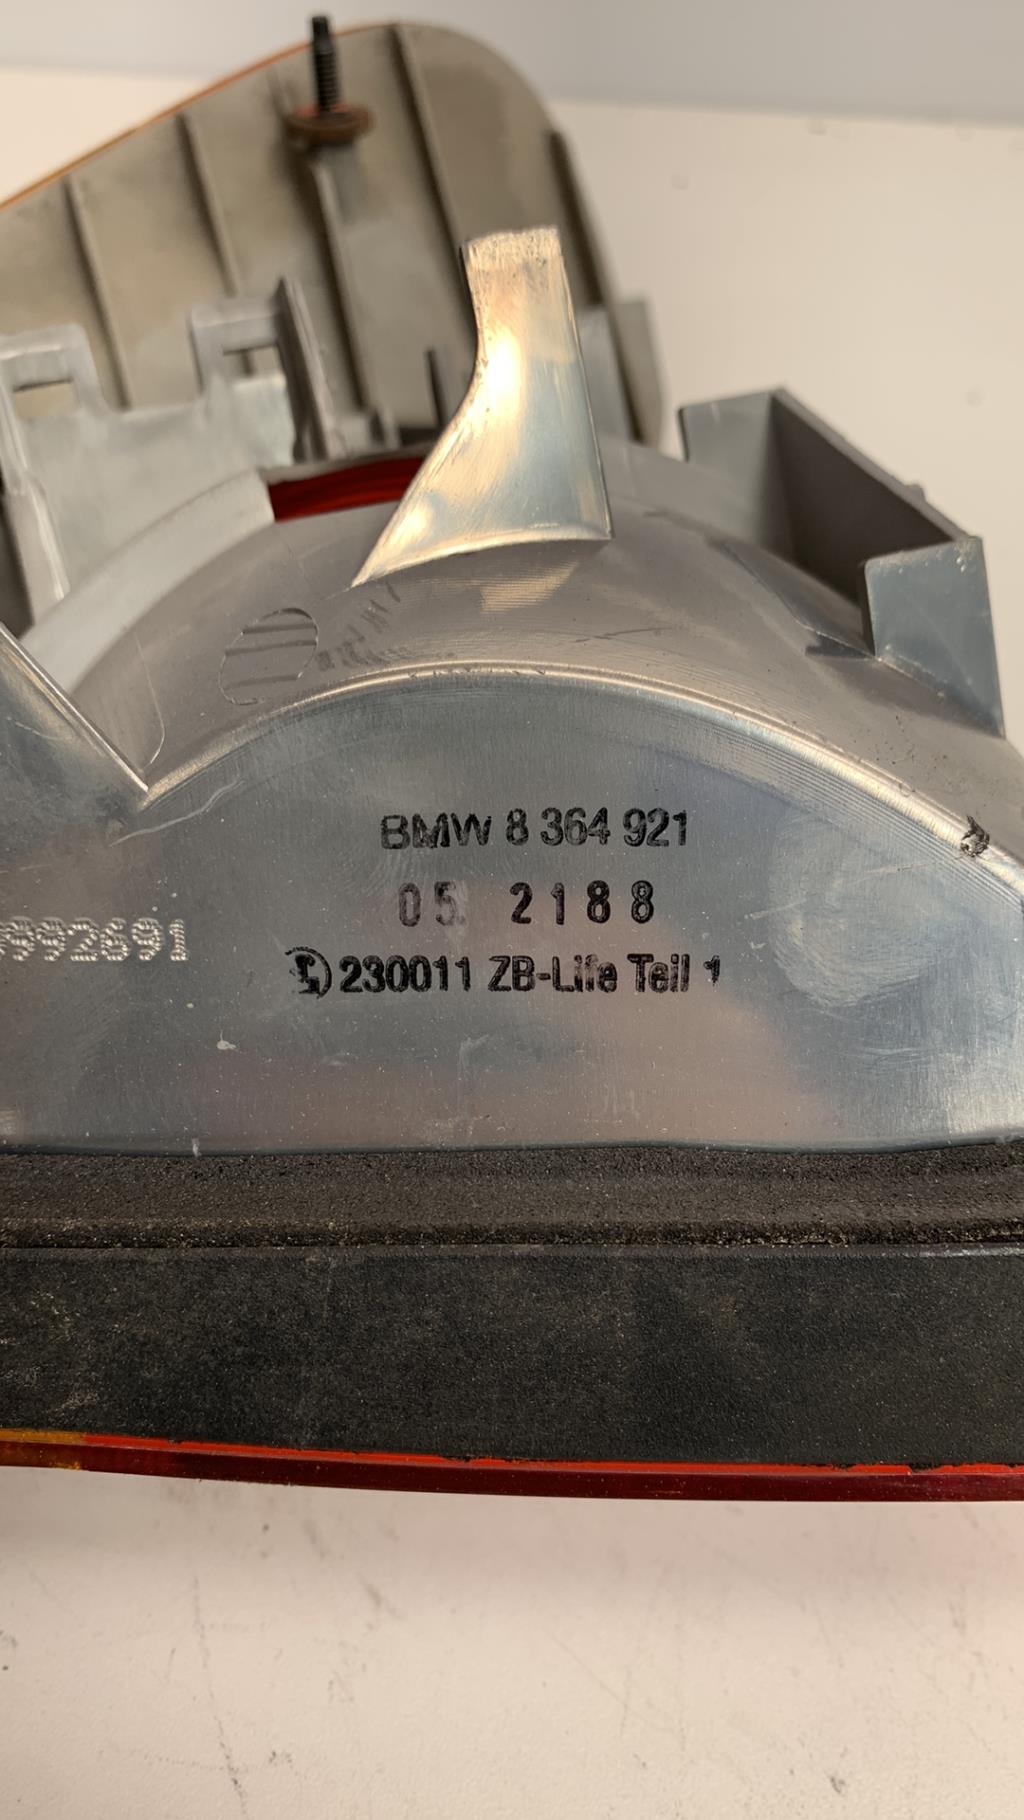 BMW 8 364 921
05. 2188
992691
230011 ZB-Life Teil 1